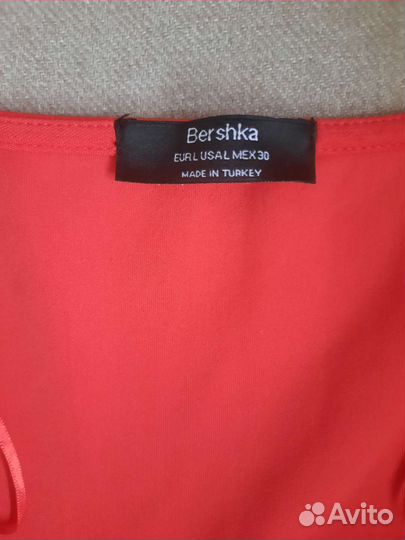 Bershka
EUR L USA L MEX 30
MADE IN TURKEY
Avito